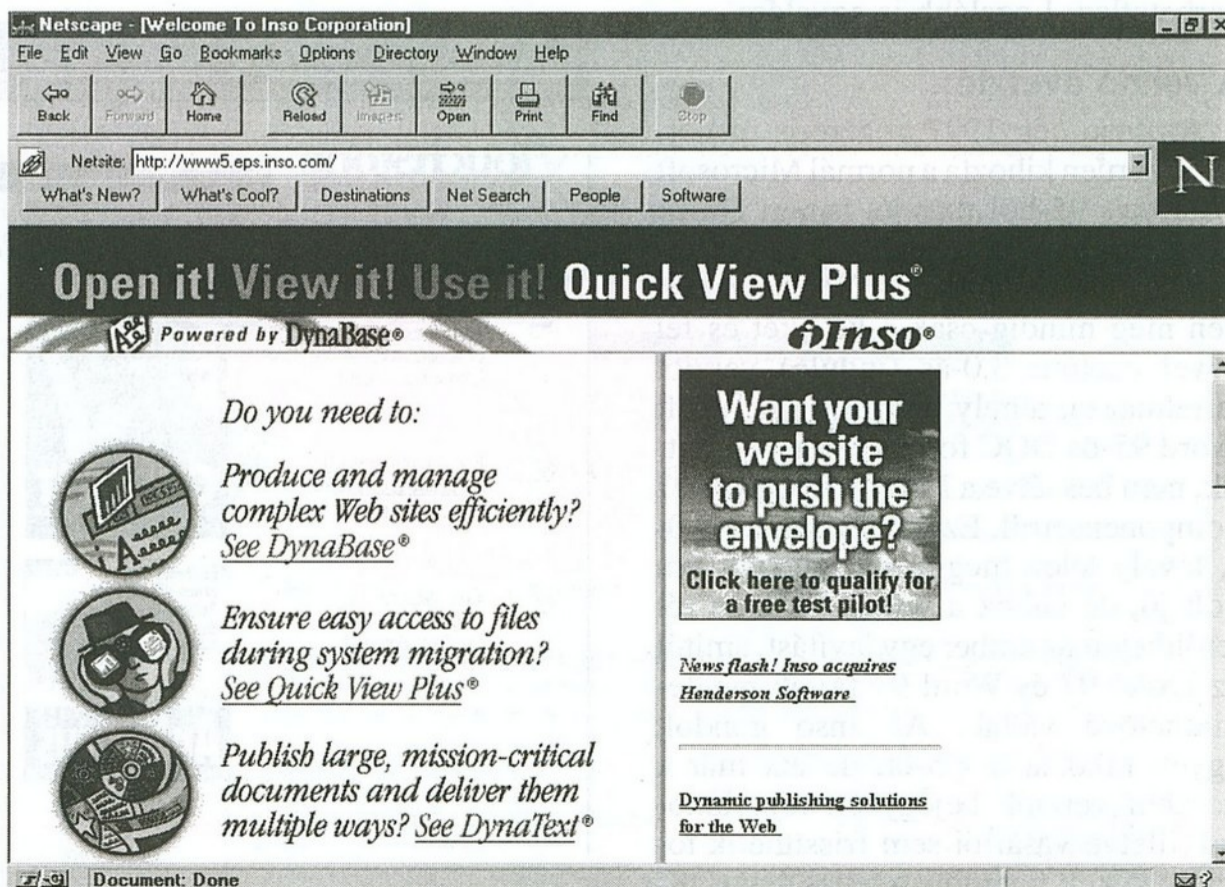 Netscape - [Welcome To Inso Corporation]
File Edit View Go Bookmarks Options Directory Window Help
Back Forward Home Reload Images Open Print Find Stop
Netsite: http://www5.eps.inso.com/
N
What's New? What's Cool? Destinations Net Search People Software
Open it! View it! Use it! Quick View Plus®
Powered by DynaBase®
Inso®
Do you need to:
Produce and manage
complex Web sites efficiently?
See DynaBase®
Ensure easy access to files
during system migration?
See Quick View Plus®
Publish large, mission-critical
documents and deliver them
multiple ways? See DynaText®
Want your
website
to push the
envelope?
Click here to qualify for
a free test pilot!
News flash! Inso acquires
Henderson Software
Dynamic publishing solutions
for the Web
Document: Done